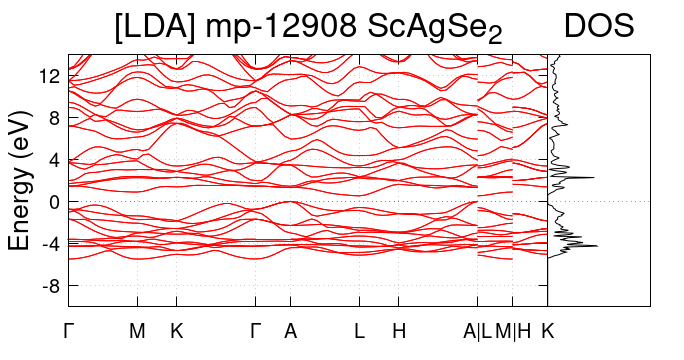 [LDA] mp-12908 ScAgSe2 DOS
Energy (eV)
12
8
4
0
-4
-8
Γ M K Γ A L H A|L M|H K